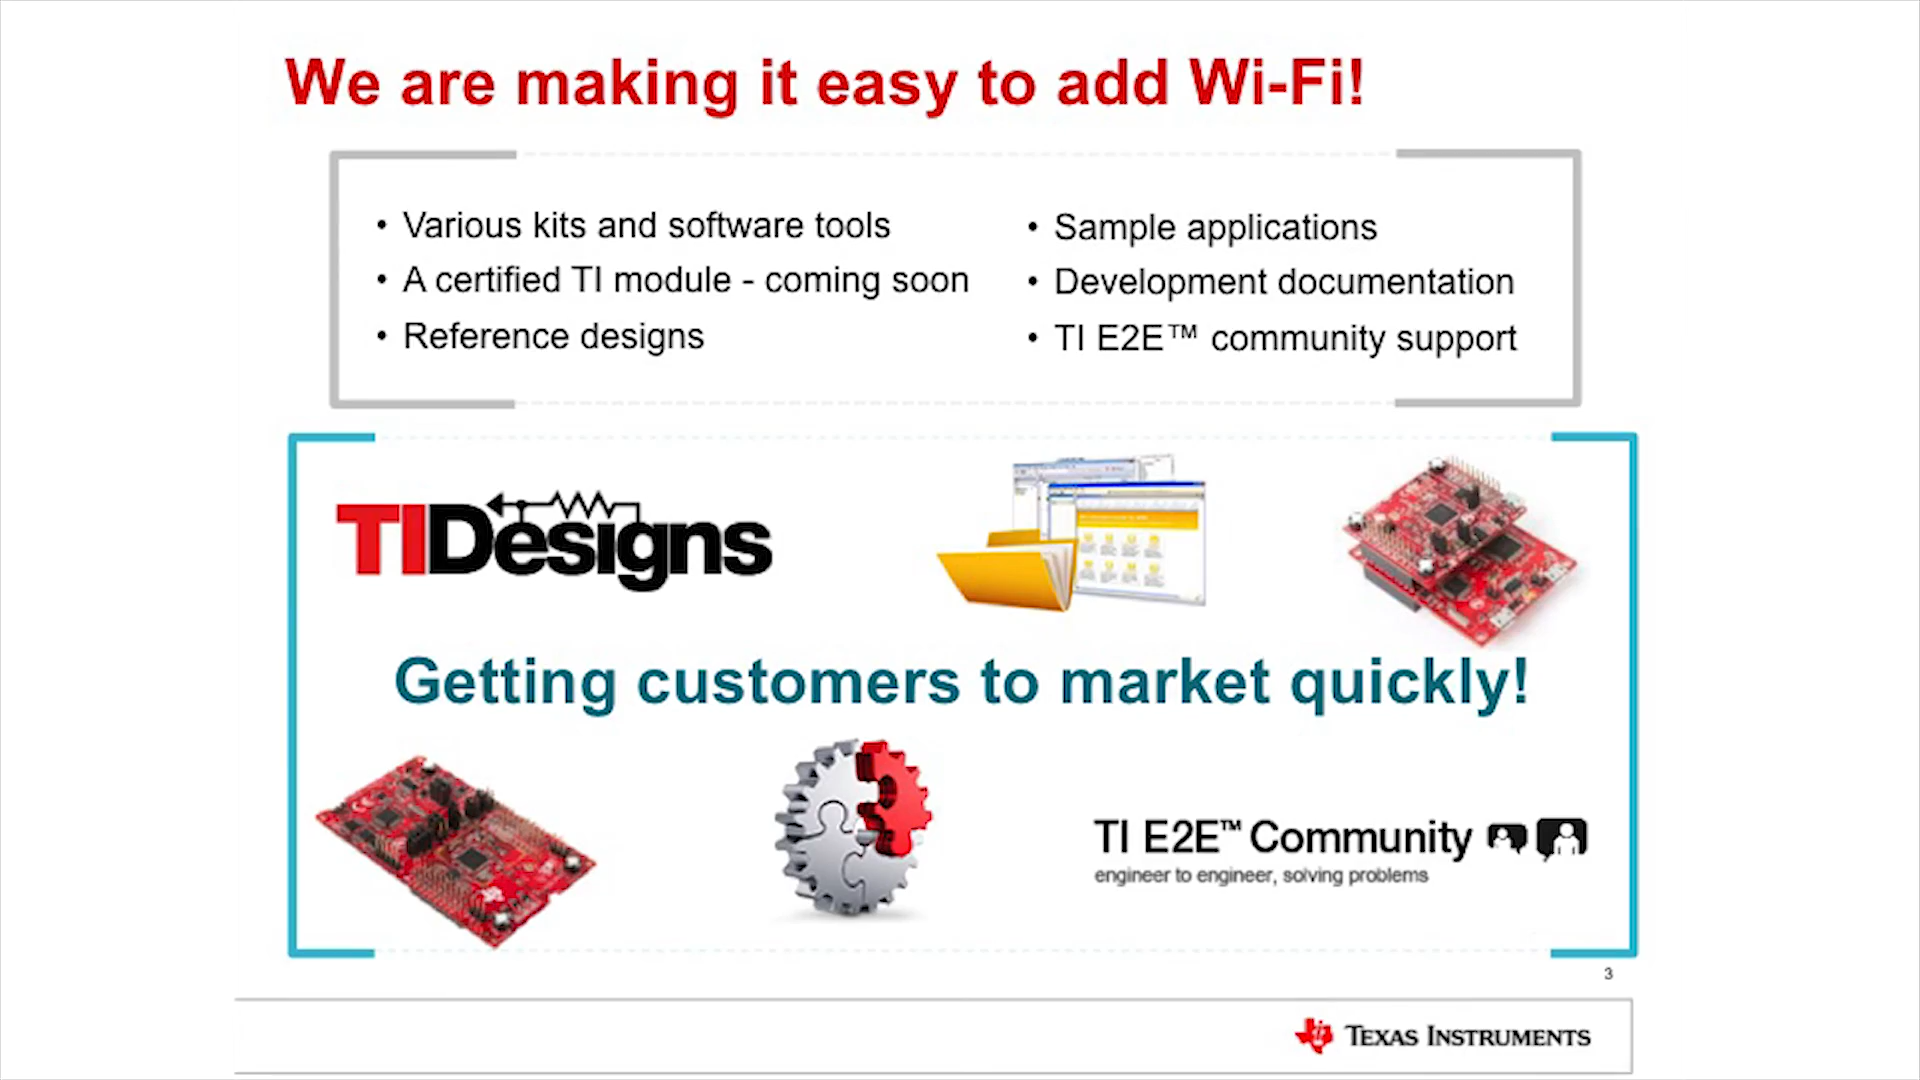 We are making it easy to add Wi-Fi!
• Various kits and software tools
• A certified TI module - coming soon
• Reference designs
• Sample applications
• Development documentation
• TI E2E™ community support
TIDesigns
Getting customers to market quickly!
TI E2E™ Community
engineer to engineer, solving problems
3
TEXAS INSTRUMENTS